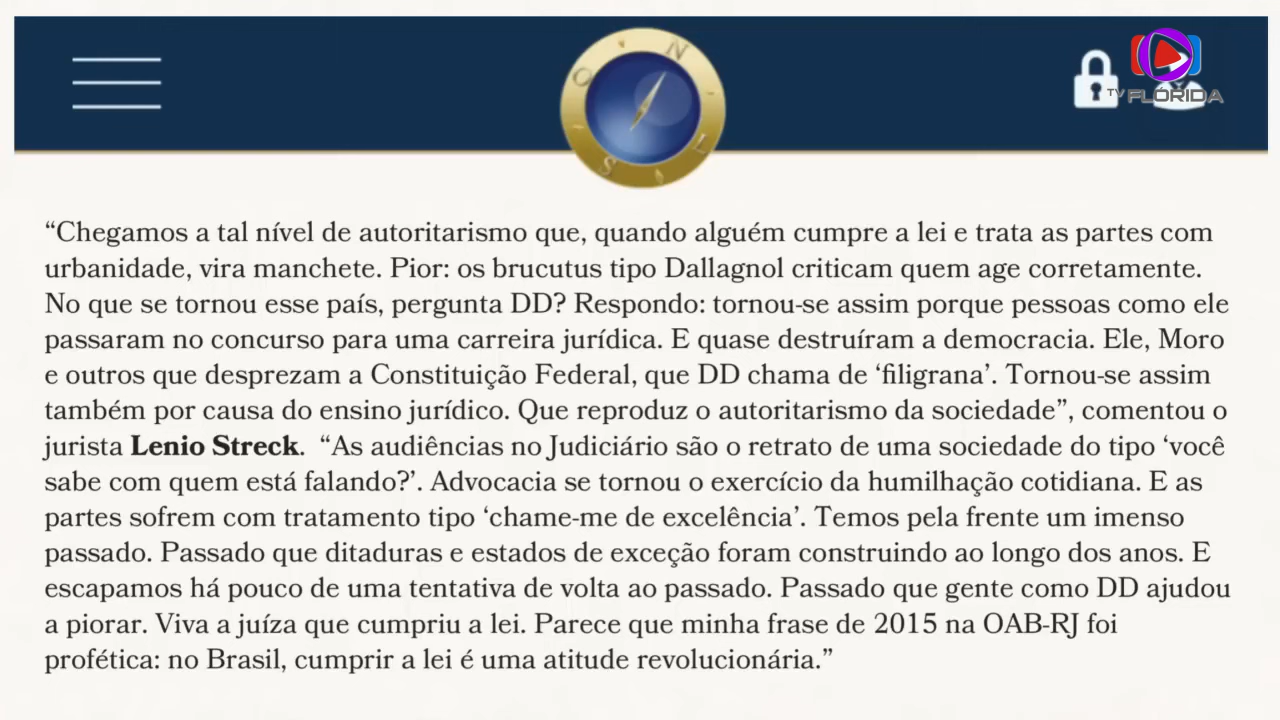 N
O
L
S
TV FLÓRIDA
“Chegamos a tal nível de autoritarismo que, quando alguém cumpre a lei e trata as partes com
urbanidade, vira manchete. Pior: os brucutus tipo Dallagnol criticam quem age corretamente.
No que se tornou esse país, pergunta DD? Respondo: tornou-se assim porque pessoas como ele
passaram no concurso para uma carreira jurídica. E quase destruíram a democracia. Ele, Moro
e outros que desprezam a Constituição Federal, que DD chama de ‘filigrana’. Tornou-se assim
também por causa do ensino jurídico. Que reproduz o autoritarismo da sociedade”, comentou o
jurista Lenio Streck.  “As audiências no Judiciário são o retrato de uma sociedade do tipo ‘você
sabe com quem está falando?’. Advocacia se tornou o exercício da humilhação cotidiana. E as
partes sofrem com tratamento tipo ‘chame-me de excelência’. Temos pela frente um imenso
passado. Passado que ditaduras e estados de exceção foram construindo ao longo dos anos. E
escapamos há pouco de uma tentativa de volta ao passado. Passado que gente como DD ajudou
a piorar. Viva a juíza que cumpriu a lei. Parece que minha frase de 2015 na OAB-RJ foi
profética: no Brasil, cumprir a lei é uma atitude revolucionária.”